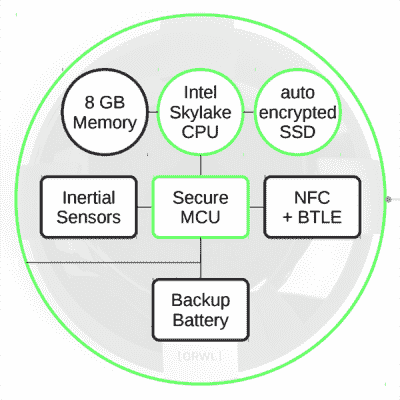 8 GB
Memory
Intel
Skylake
CPU
auto
encrypted
SSD
Inertial
Sensors
Secure
MCU
NFC
+ BTLE
Backup
Battery
[ORWL]